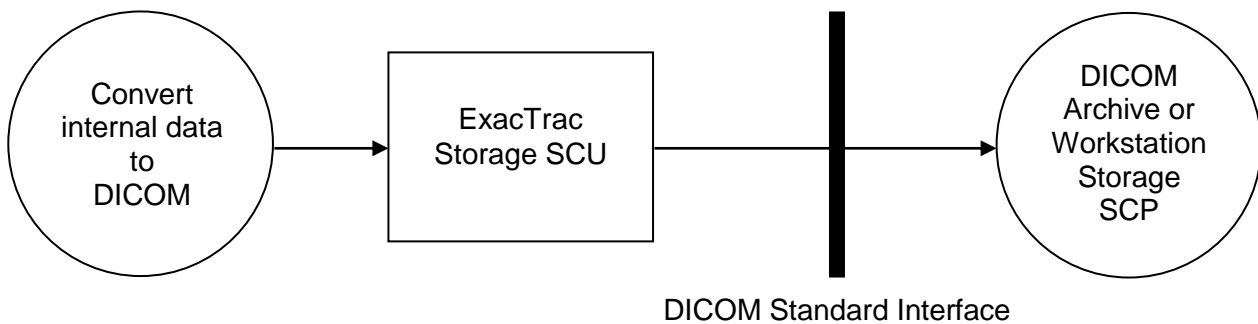 Convert
internal data
to
DICOM
ExacTrac
Storage SCU
DICOM
Archive or
Workstation
Storage
SCP
DICOM Standard Interface